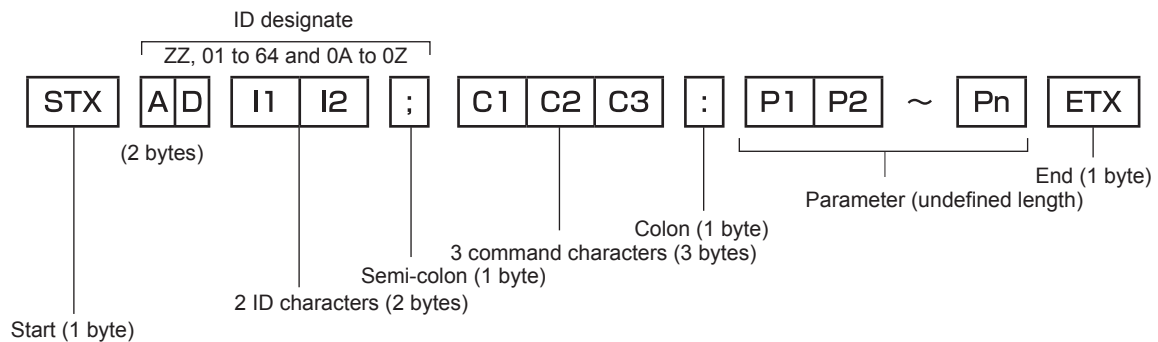 ID designate
ZZ, 01 to 64 and 0A to 0Z
STX A D I1 I2 ; C1 C2 C3 : P1 P2 ～ Pn ETX
(2 bytes)
End (1 byte)
Parameter (undefined length)
Colon (1 byte)
3 command characters (3 bytes)
Semi-colon (1 byte)
2 ID characters (2 bytes)
Start (1 byte)